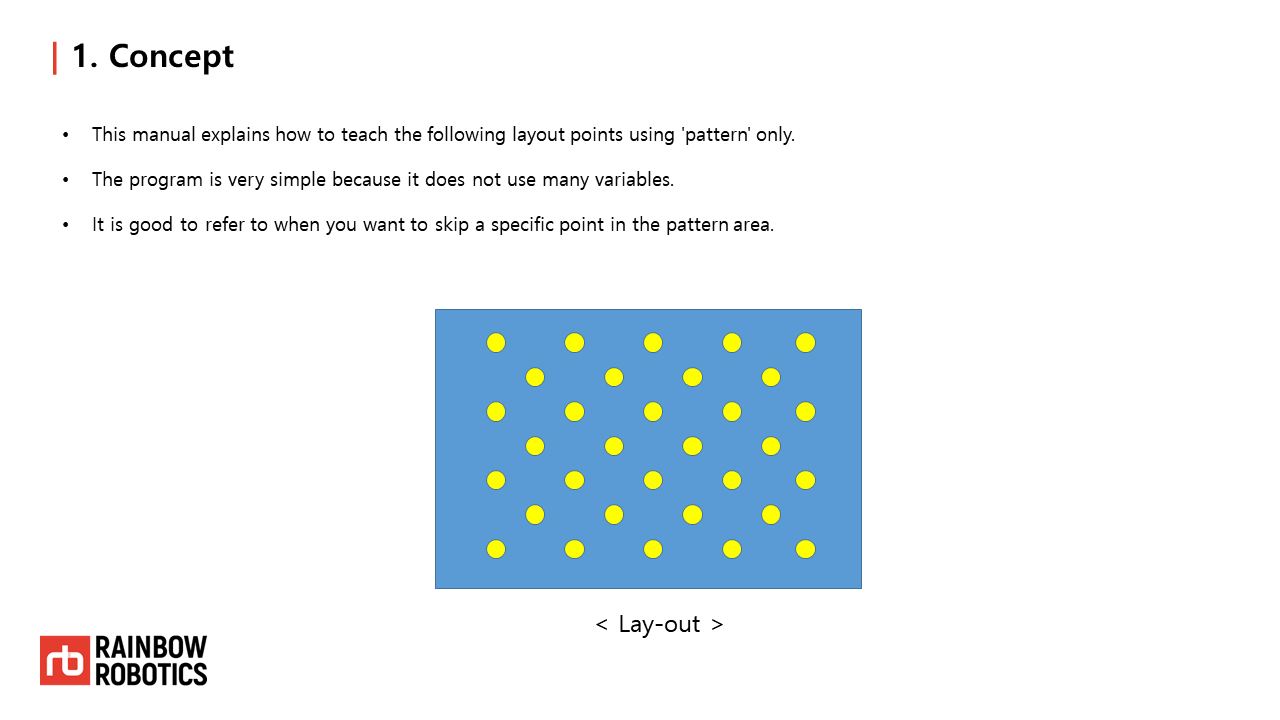 1. Concept
• This manual explains how to teach the following layout points using 'pattern' only.
• The program is very simple because it does not use many variables.
• It is good to refer to when you want to skip a specific point in the pattern area.
< Lay-out >
rb RAINBOW
ROBOTICS